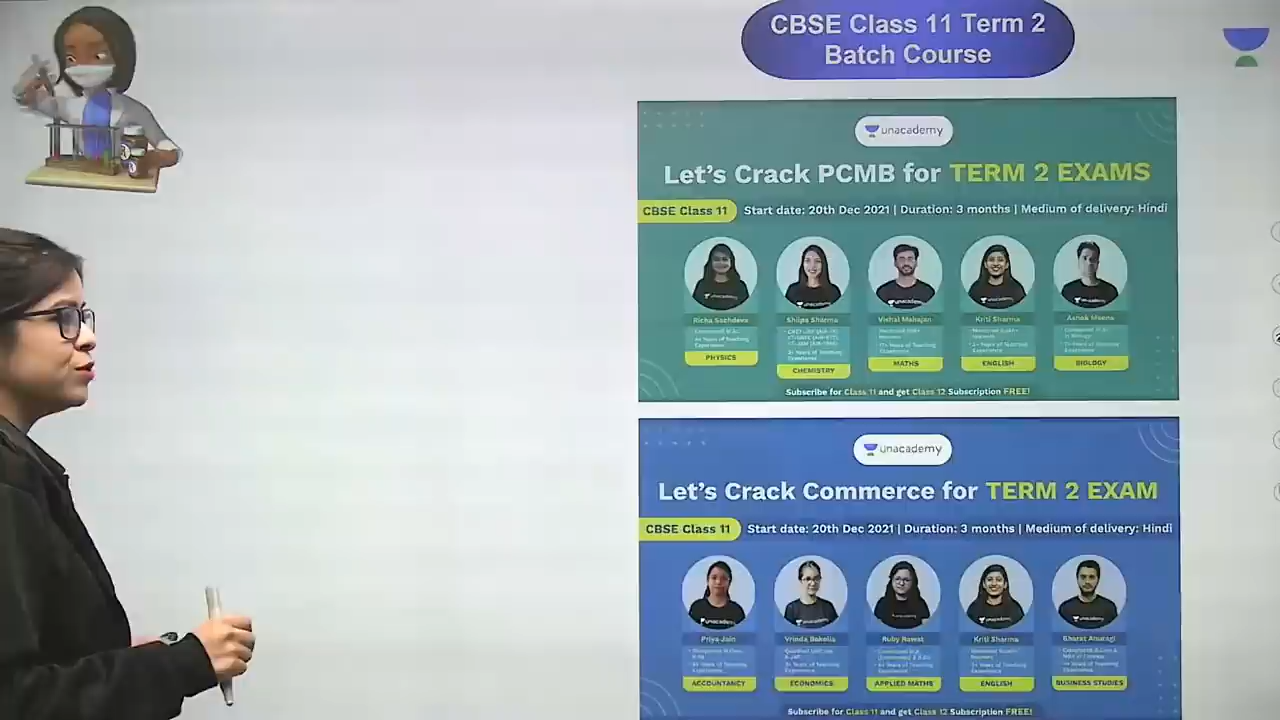 CBSE Class 11 Term 2
Batch Course
unacademy
Let's Crack PCMB for TERM 2 EXAMS
CBSE Class 11 Start date: 20th Dec 2021 | Duration: 3 months | Medium of delivery: Hindi
Richa Sachdeva Shilpa Sharma Vishal Mahajan Kriti Sharma Ashok Meena
PHYSICS CHEMISTRY MATHS ENGLISH BIOLOGY
Subscribe for Class 11 and get Class 12 Subscription FREE!
unacademy
Let's Crack Commerce for TERM 2 EXAM
CBSE Class 11 Start date: 20th Dec 2021 | Duration: 3 months | Medium of delivery: Hindi
Priya Jain Vrinda Ruby Rawat Kriti Sharma Bharat
ACCOUNTANCY ECONOMICS APPLIED MATHS ENGLISH BUSINESS STUDIES
Subscribe for Class 11 and get Class 12 Subscription FREE!